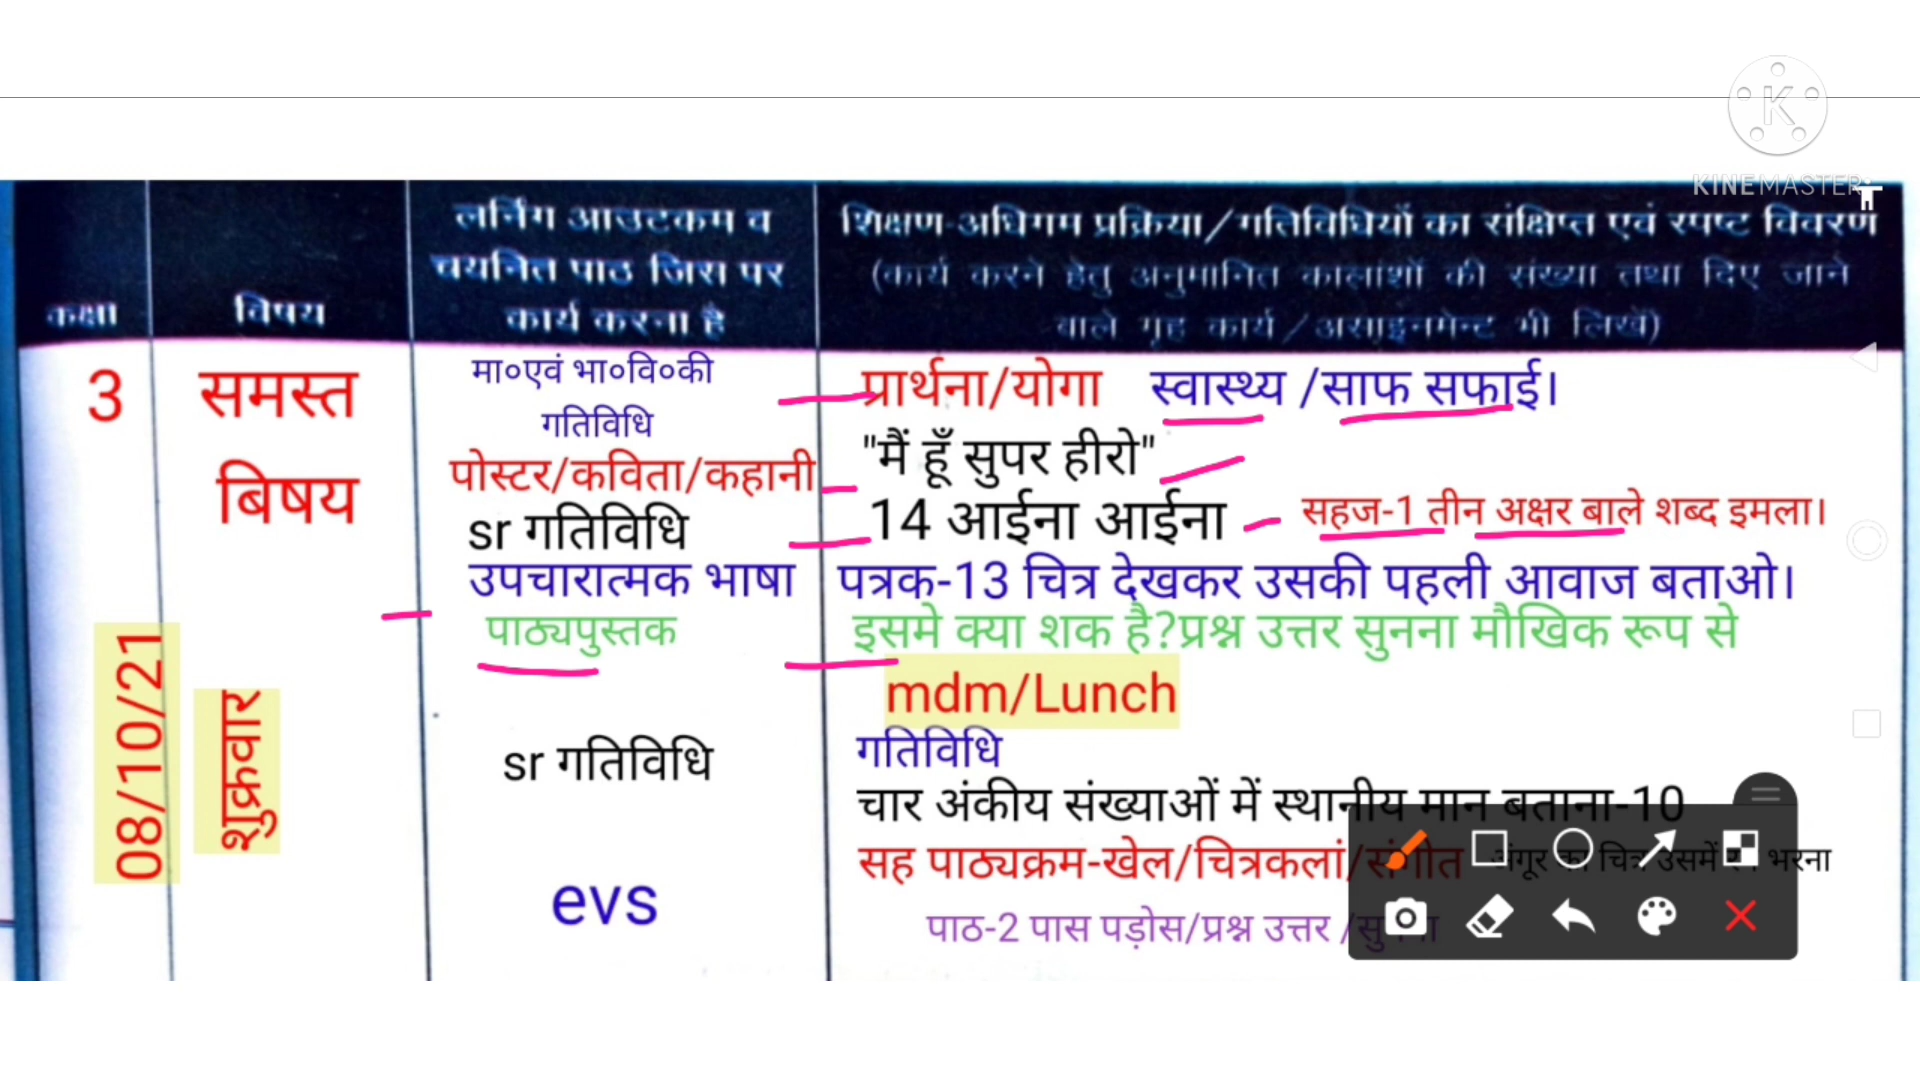 KINEMASTER
लर्निंग आउटकम व
चयनित पाठ जिस पर
कार्य करना है
कक्षा
विषय
शिक्षण-अधिगम प्रक्रिया/गतिविधियों का संक्षिप्त एवं स्पष्ट विवरण
(कार्य करने हेतु अनुमानित कालांशों की संख्या तथा दिए जाने
वाले गृह कार्य/असाइनमेन्ट भी लिखें)
3
समस्त
बिषय
08/10/21
शुक्रवार
मा०एवं भा०वि०की
गतिविधि
पोस्टर/कविता/कहानी
sr गतिविधि
उपचारात्मक भाषा
पाठ्यपुस्तक
sr गतिविधि
evs
प्रार्थना/योगा स्वास्थ्य /साफ सफाई।
"मैं हूँ सुपर हीरो"
14 आईना आईना सहज-1 तीन अक्षर बाले शब्द इमला।
पत्रक-13 चित्र देखकर उसकी पहली आवाज बताओ।
इसमे क्या शक है?प्रश्न उत्तर सुनना मौखिक रूप से
mdm/Lunch
गतिविधि
चार अंकीय संख्याओं में स्थानीय मान बताना-10
सह पाठ्यक्रम-खेल/चित्रकलां/संगीत अंगूर का चित्र उसमें भरना
पाठ-2 पास पड़ोस/प्रश्न उत्तर